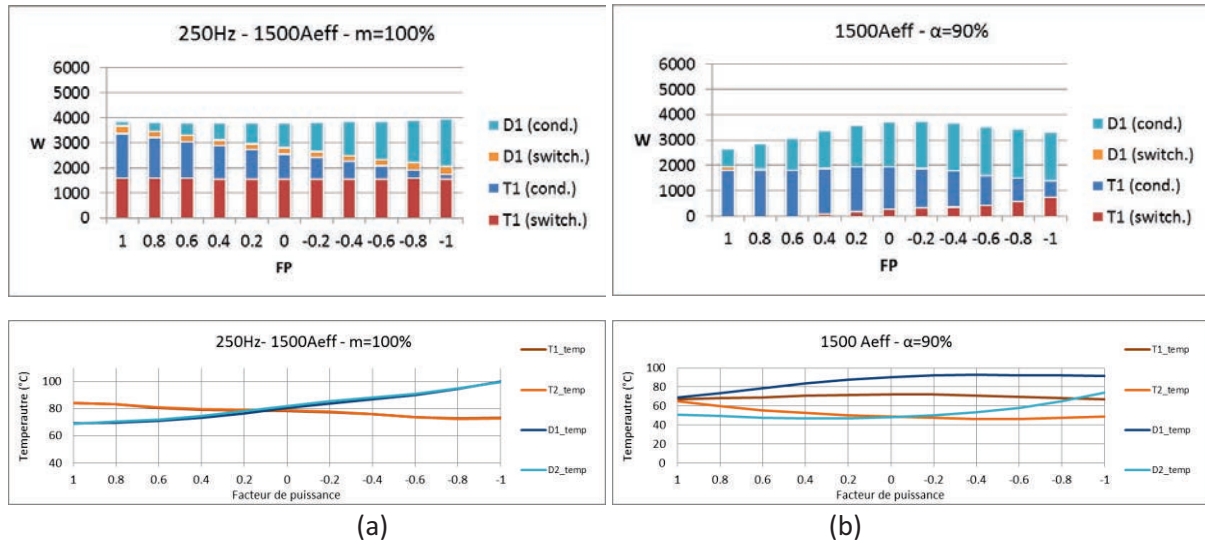 250Hz - 1500Aeff - m=100%
6000
5000
4000
3000
2000
1000
0
W
1 0.8 0.6 0.4 0.2 0 -0.2 -0.4 -0.6 -0.8 -1
FP
D1 (cond.)
D1 (switch.)
T1 (cond.)
T1 (switch.)
1500Aeff - α=90%
6000
5000
4000
3000
2000
1000
0
W
1 0.8 0.6 0.4 0.2 0 -0.2 -0.4 -0.6 -0.8 -1
FP
D1 (cond.)
D1 (switch.)
T1 (cond.)
T1 (switch.)
250Hz- 1500Aeff - m=100%
100
80
60
40
Temperautre (°C)
1 0.8 0.6 0.4 0.2 0 -0.2 -0.4 -0.6 -0.8 -1
Facteur de puissance
T1_temp
T2_temp
D1_temp
D2_temp
(a)
1500 Aeff - α=90%
100
80
60
40
20
0
Temperautre (°C)
1 0.8 0.6 0.4 0.2 0 -0.2 -0.4 -0.6 -0.8 -1
Facteur de puissance
T1_temp
T2_temp
D1_temp
D2_temp
(b)